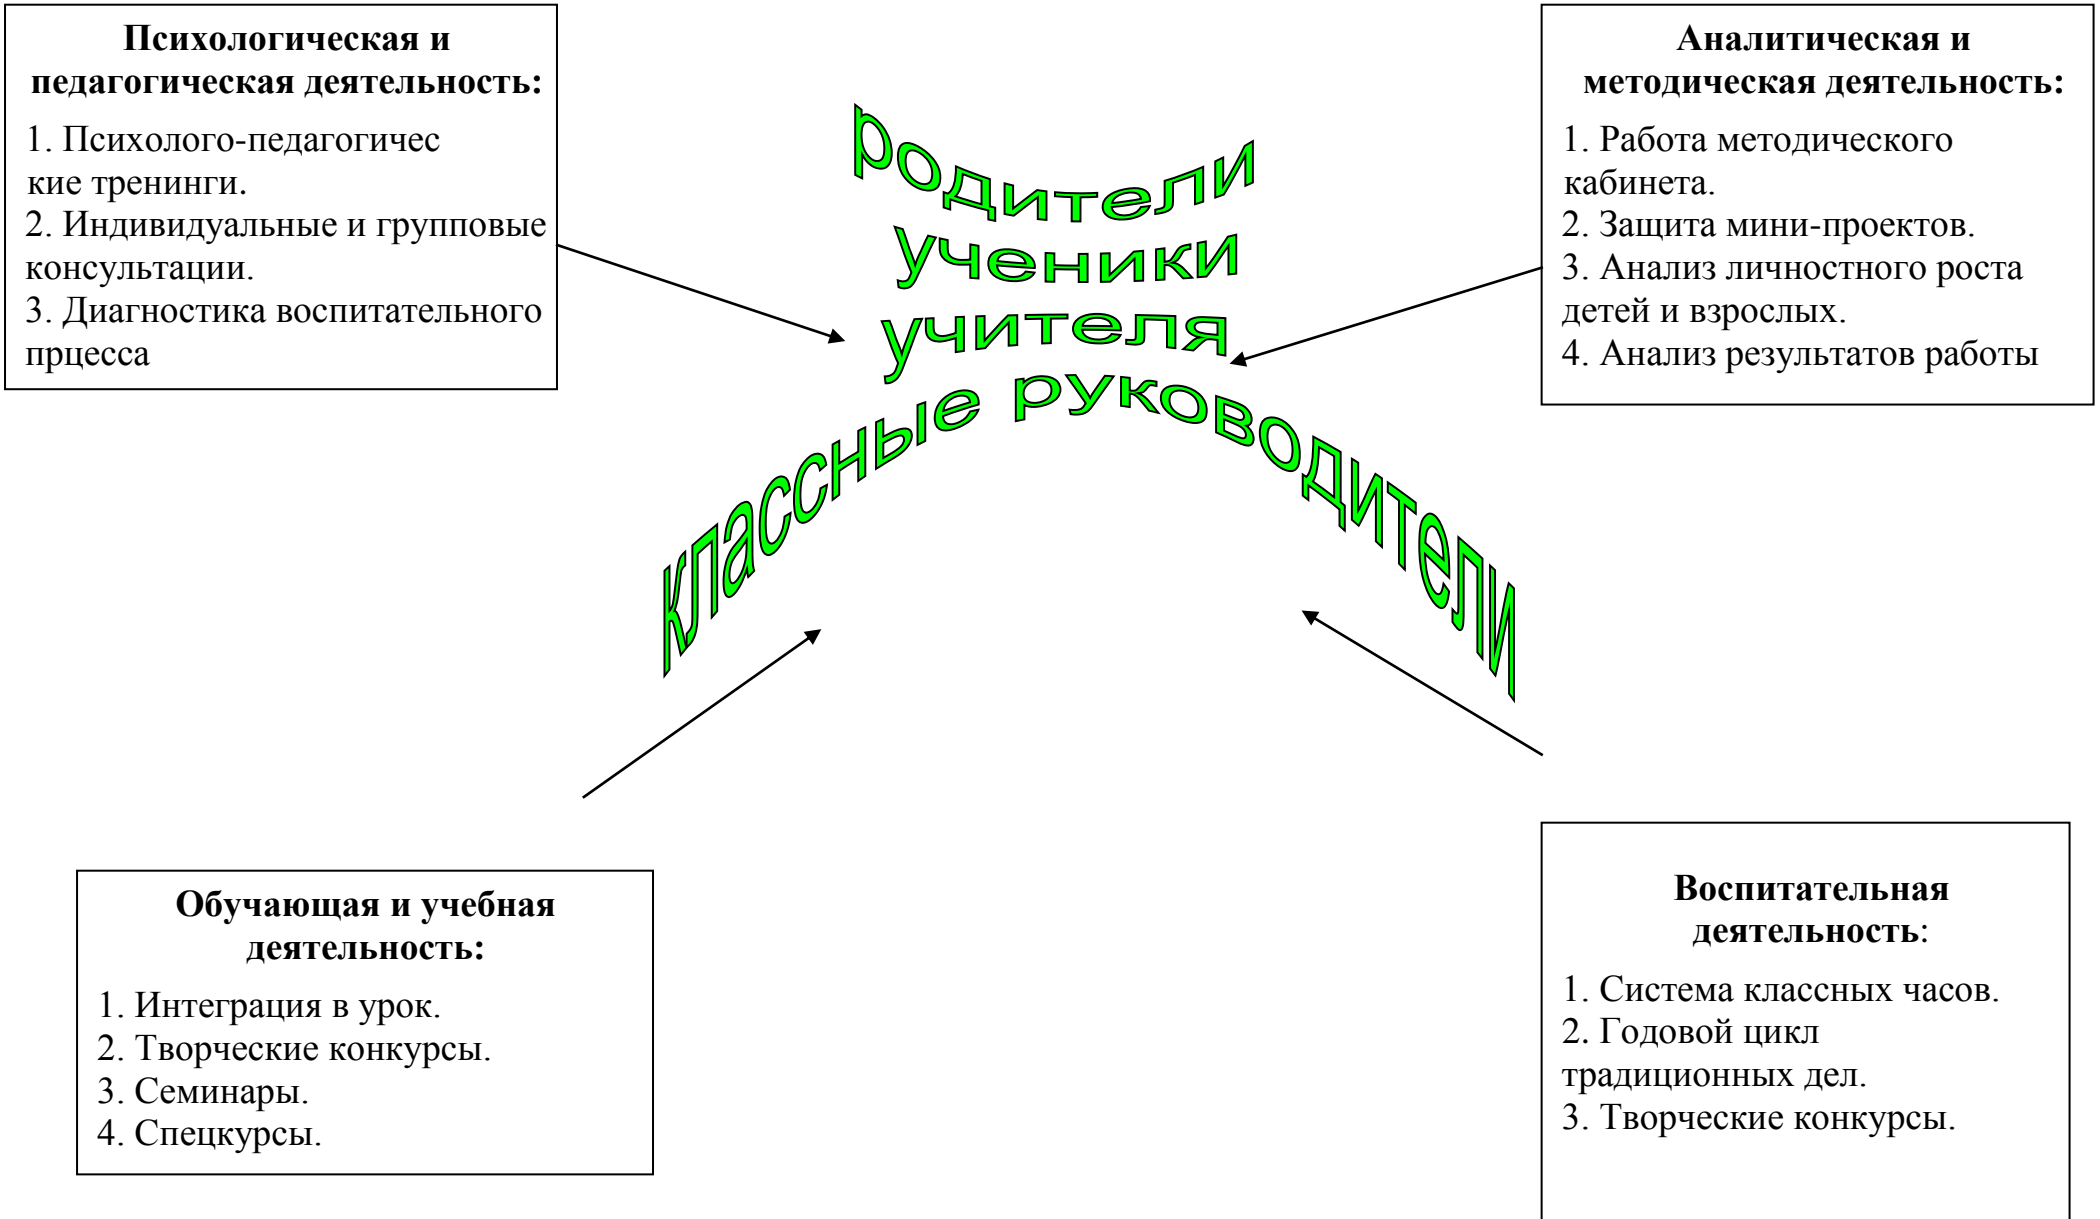 Психологическая и
педагогическая деятельность:
1. Психолого-педагогичес
кие тренинги.
2. Индивидуальные и групповые
консультации.
3. Диагностика воспитательного
прцесса
Аналитическая и
методическая деятельность:
1. Работа методического
кабинета.
2. Защита мини-проектов.
3. Анализ личностного роста
детей и взрослых.
4. Анализ результатов работы
родители
ученики
учителя
классные руководители
Обучающая и учебная
деятельность:
1. Интеграция в урок.
2. Творческие конкурсы.
3. Семинары.
4. Спецкурсы.
Воспитательная
деятельность:
1. Система классных часов.
2. Годовой цикл
традиционных дел.
3. Творческие конкурсы.